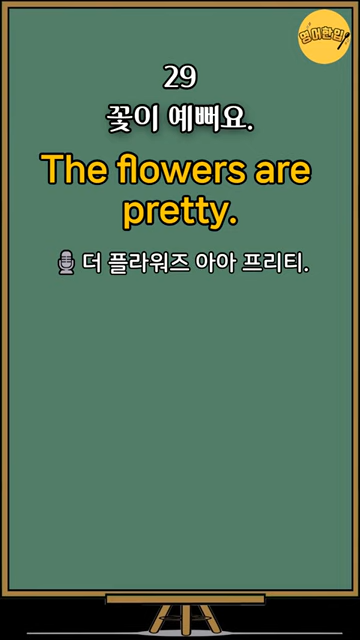 영어한입
29
꽃이 예뻐요.
The flowers are
pretty.
더 플라워즈 아아 프리티.